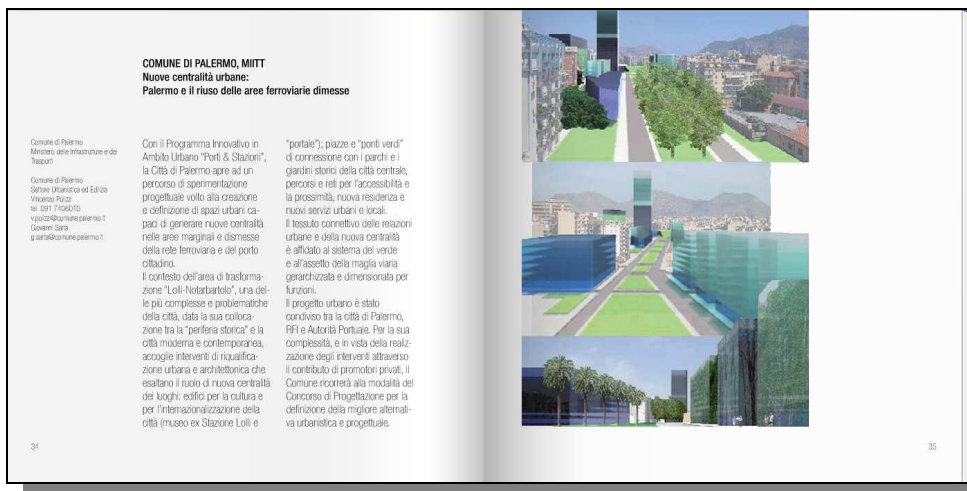 COMUNE DI PALERMO, MIITT
Nuove centralità urbane:
Palermo e il riuso delle aree ferroviarie dimesse
Comune di Palermo
Ministero delle Infrastrutture e dei
Trasporti
Comune di Palermo
Settore Urbanistica ed Edilizia
Vincenzo Polizzi
tel. 091 7406010
v.polizzi@comune.palermo.it
Giovanni Sarta
g.sarta@comune.palermo.it
Con il Programma Innovativo in
Ambito Urbano "Porti & Stazioni",
la Città di Palermo apre ad un
percorso di sperimentazione
progettuale volto alla creazione
e definizione di spazi urbani ca-
paci di generare nuove centralità
nelle aree marginali e dismesse
della rete ferroviaria e del porto
cittadino.
Il contesto dell'area di trasforma-
zione "Lolli-Notarbartolo", una del-
le più complesse e problematiche
della città, data la sua colloca-
zione tra la "periferia storica" e la
città moderna e contemporanea,
accoglie interventi di riqualifica-
zione urbana e architettonica che
esaltano il ruolo di nuova centralità
dei luoghi: edifici per la cultura e
per l'internazionalizzazione della
città (museo ex Stazione Lolli e
"portale"); piazze e "ponti verdi"
di connessione con i parchi e i
giardini storici della città centrale,
percorsi e reti per l'accessibilità e
la prossimità, nuova residenza e
nuovi servizi urbani e locali.
Il tessuto connettivo delle relazioni
urbane e della nuova centralità
è affidato al sistema del verde
e all'assetto della maglia viaria
gerarchizzata e dimensionata per
funzioni.
Il progetto urbano è stato
condiviso tra la città di Palermo,
RFI e Autorità Portuale. Per la sua
complessità, e in vista della realiz-
zazione degli interventi attraverso
il contributo di promotori privati, il
Comune ricorrerà alla modalità del
Concorso di Progettazione per la
definizione della migliore alternati-
va urbanistica e progettuale.
34
35